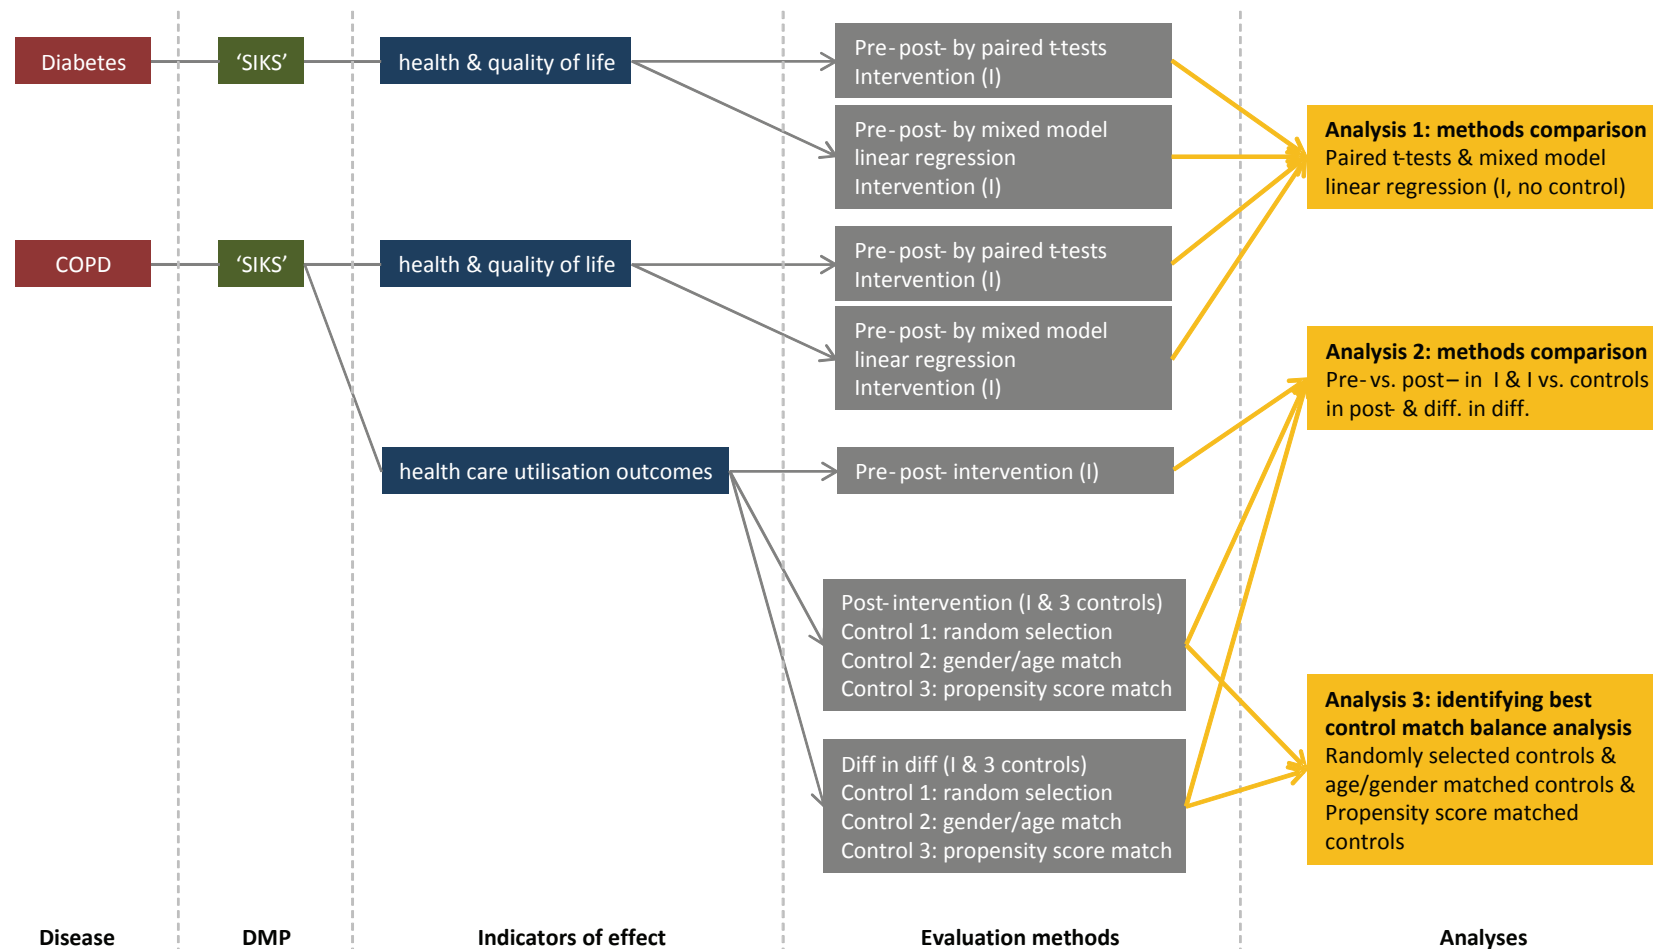 Diabetes
‘SIKS’
health & quality of life
Pre-post- by paired t-tests
Intervention (I)
Pre-post- by mixed model
linear regression
Intervention (I)
Analysis 1: methods comparison
Paired t-tests & mixed model
linear regression (I, no control)
COPD
‘SIKS’
health & quality of life
Pre-post- by paired t-tests
Intervention (I)
Pre-post- by mixed model
linear regression
Intervention (I)
Analysis 2: methods comparison
Pre- vs. post– in I & I vs. controls
in post- & diff. in diff.
health care utilisation outcomes
Pre-post- intervention (I)
Post-intervention (I & 3 controls)
Control 1: random selection
Control 2: gender/age match
Control 3: propensity score match
Diff in diff (I & 3 controls)
Control 1: random selection
Control 2: gender/age match
Control 3: propensity score match
Analysis 3: identifying best
control match balance analysis
Randomly selected controls &
age/gender matched controls &
Propensity score matched
controls
Disease
DMP
Indicators of effect
Evaluation methods
Analyses